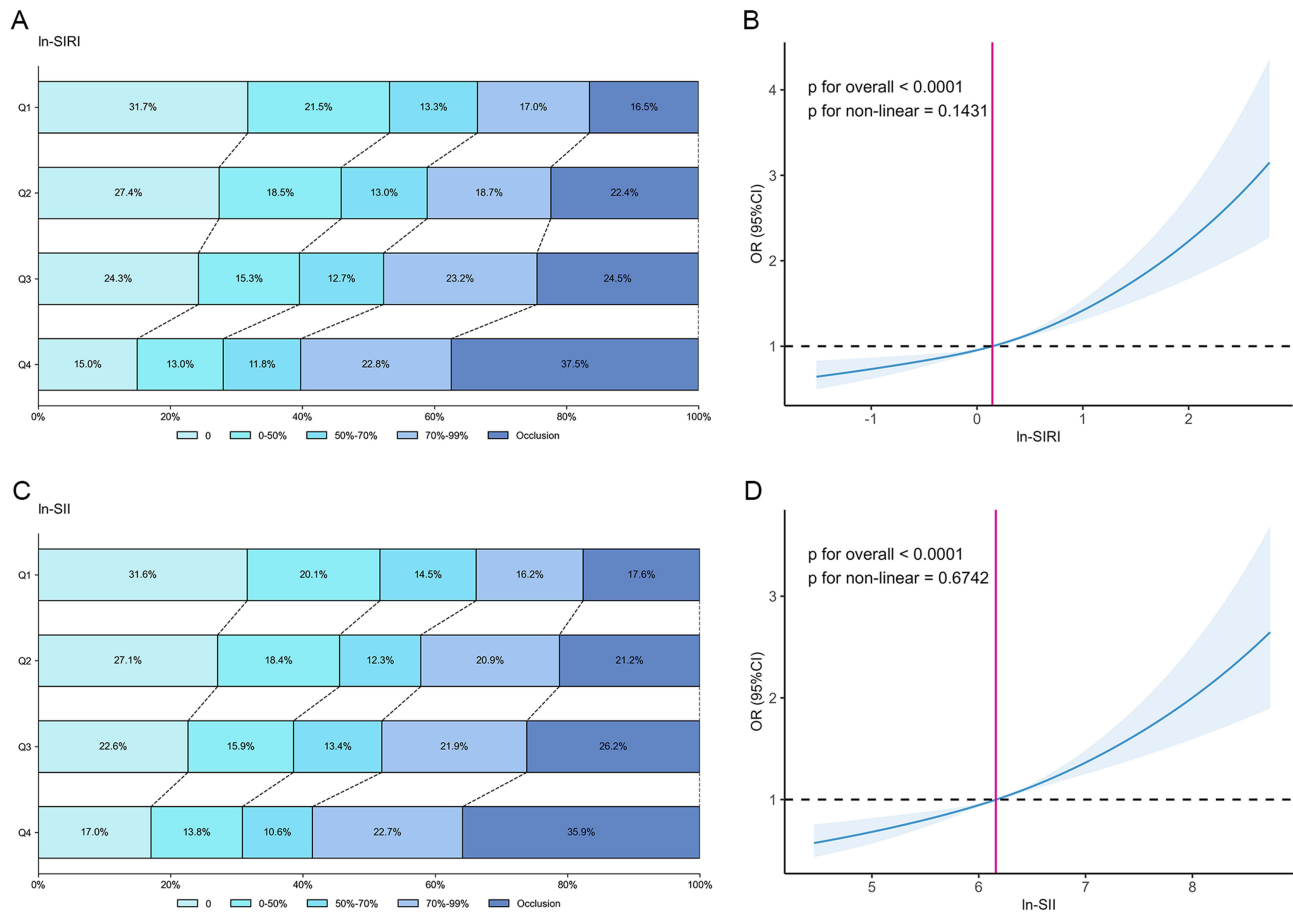 A
ln-SIRI
Q1 31.7% 21.5% 13.3% 17.0% 16.5%
Q2 27.4% 18.5% 13.0% 18.7% 22.4%
Q3 24.3% 15.3% 12.7% 23.2% 24.5%
Q4 15.0% 13.0% 11.8% 22.8% 37.5%
0% 20% 40% 60% 80% 100%
0 0-50% 50%-70% 70%-99% Occlusion
B
p for overall < 0.0001
p for non-linear = 0.1431
OR (95%CI)
4
3
2
1
-1 0 1 2
ln-SIRI
C
ln-SII
Q1 31.6% 20.1% 14.5% 16.2% 17.6%
Q2 27.1% 18.4% 12.3% 20.9% 21.2%
Q3 22.6% 15.9% 13.4% 21.9% 26.2%
Q4 17.0% 13.8% 10.6% 22.7% 35.9%
0% 20% 40% 60% 80% 100%
0 0-50% 50%-70% 70%-99% Occlusion
D
p for overall < 0.0001
p for non-linear = 0.6742
OR (95%CI)
3
2
1
5 6 7 8
ln-SII